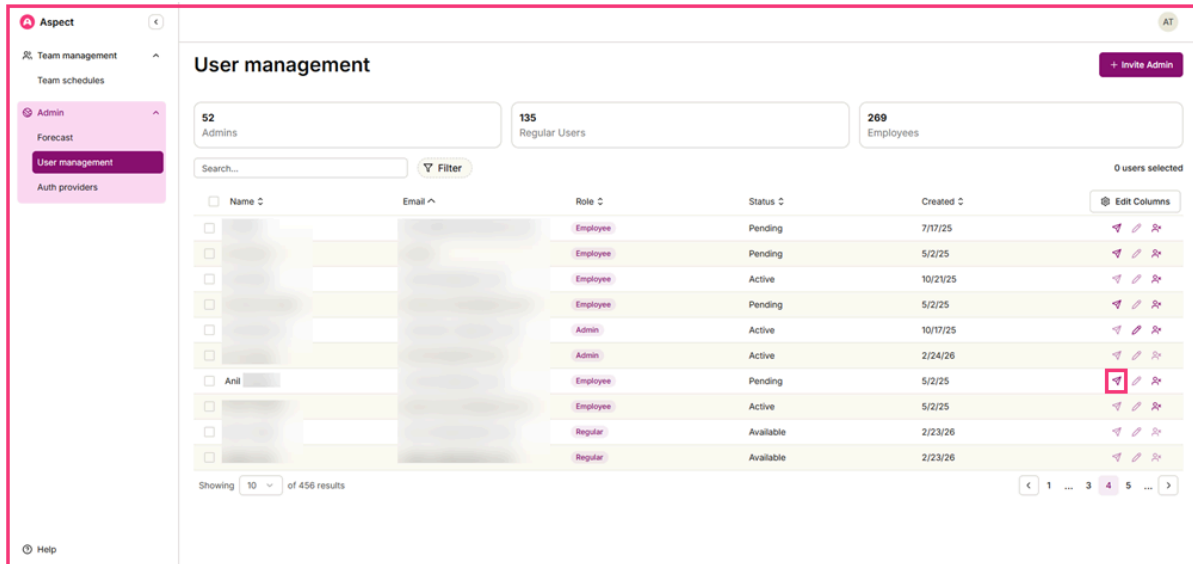 Aspect
AT
Team management
Team schedules
Admin
Forecast
User management
Auth providers
Help
User management
+ Invite Admin
52
Admins
135
Regular Users
269
Employees
Search...
Filter
0 users selected
Name Email Role Status Created Edit Columns
Employee Pending 7/17/25
Employee Pending 5/2/25
Employee Active 10/21/25
Employee Pending 5/2/25
Admin Active 10/17/25
Admin Active 2/24/26
Anil Employee Pending 5/2/25
Employee Active 5/2/25
Regular Available 2/23/26
Regular Available 2/23/26
Showing 10 of 456 results
1 ... 3 4 5 ...